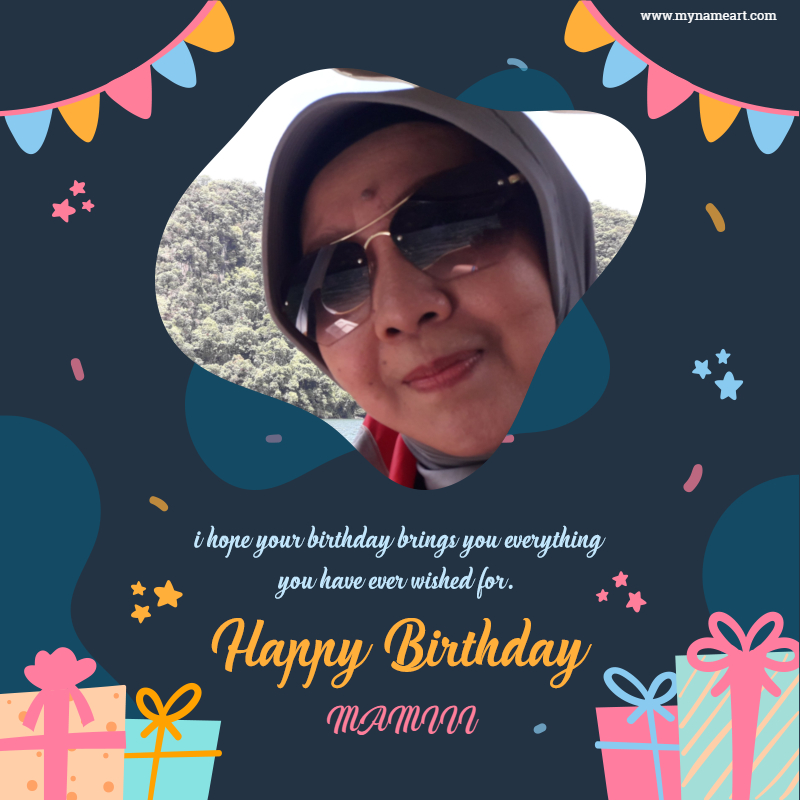 www.mynameart.com
i hope your birthday brings you everything
you have ever wished for.
Happy Birthday
MAMIII